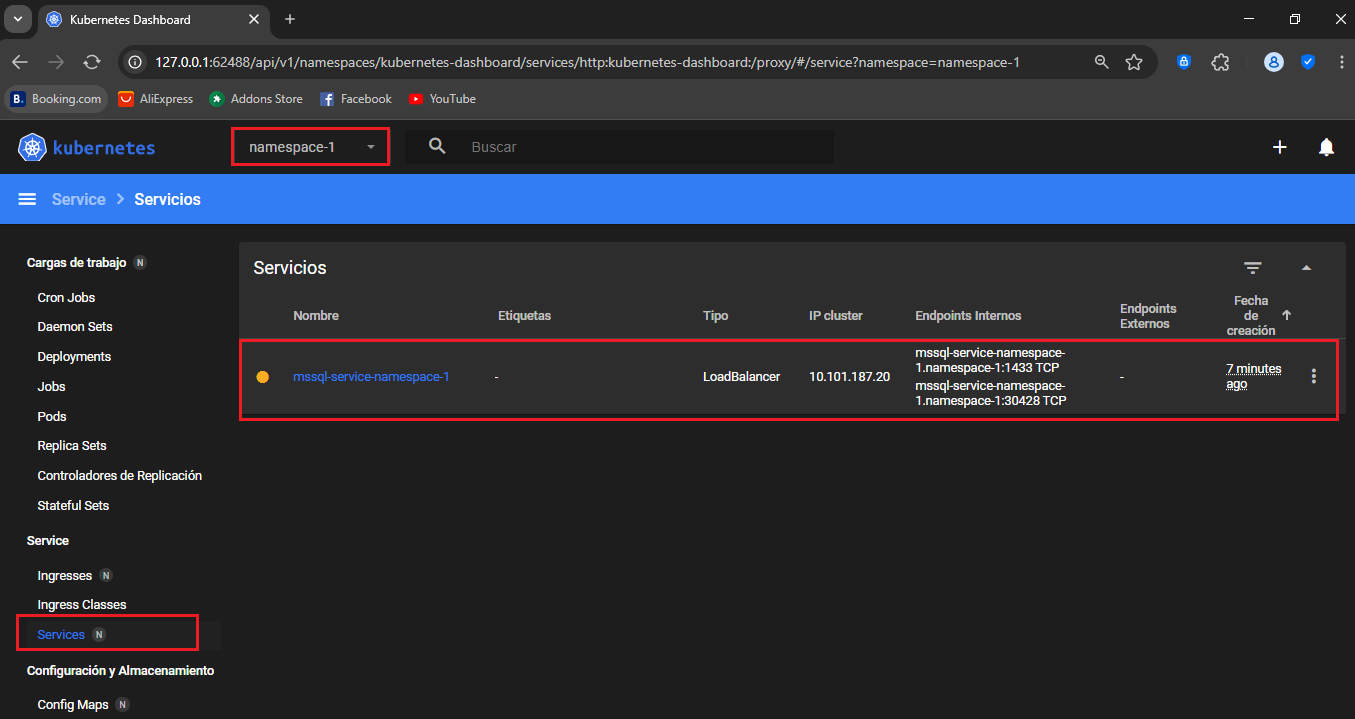 Kubernetes Dashboard
127.0.0.1:62488/api/v1/namespaces/kubernetes-dashboard/services/http:kubernetes-dashboard:/proxy/#/service?namespace=namespace-1
B. Booking.com AliExpress Addons Store Facebook YouTube
kubernetes namespace-1 Buscar
Service > Servicios
Cargas de trabajo N
Cron Jobs
Daemon Sets
Deployments
Jobs
Pods
Replica Sets
Controladores de Replicación
Stateful Sets
Service
Ingresses N
Ingress Classes
Services N
Configuración y Almacenamiento
Config Maps N
Servicios
Nombre
Etiquetas
Tipo
IP cluster
Endpoints Internos
Endpoints
Externos
Fecha
de
creación
mssql-service-namespace-1
-
LoadBalancer
10.101.187.20
mssql-service-namespace-
1.namespace-1:1433 TCP
mssql-service-namespace-
1.namespace-1:30428 TCP
-
7 minutes
ago